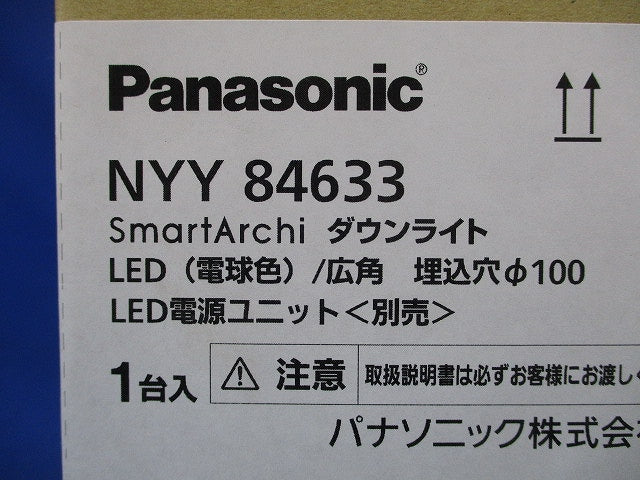 Panasonic®
NYY 84633
SmartArchi ダウンライト
LED（電球色）/広角 埋込穴φ100
LED電源ユニット＜別売＞
1台入 ⚠ 注意 取扱説明書は必ずお客様にお渡しく
パナソニック株式会